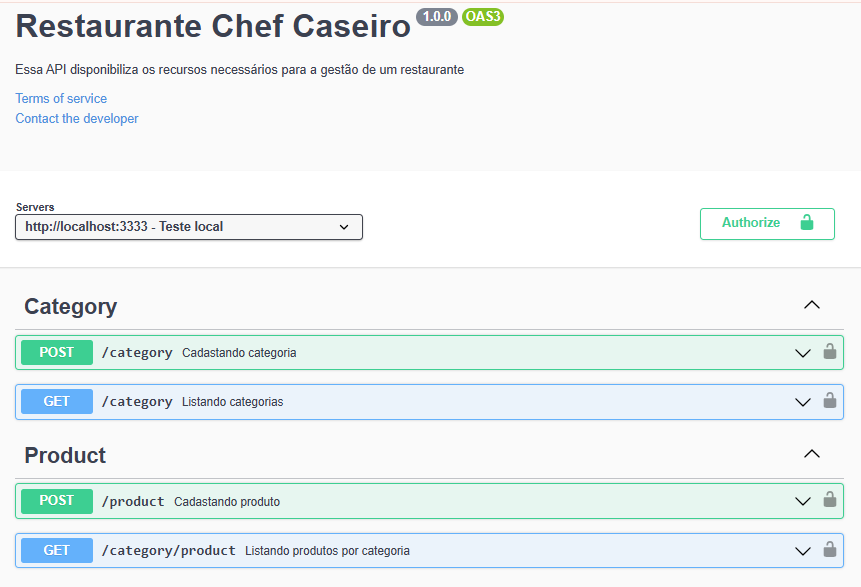 Restaurante Chef Caseiro 1.0.0 OAS3
Essa API disponibiliza os recursos necessários para a gestão de um restaurante
Terms of service
Contact the developer
Servers
http://localhost:3333 - Teste local
Authorize
Category
POST /category Cadastando categoria
GET /category Listando categorias
Product
POST /product Cadastando produto
GET /category/product Listando produtos por categoria